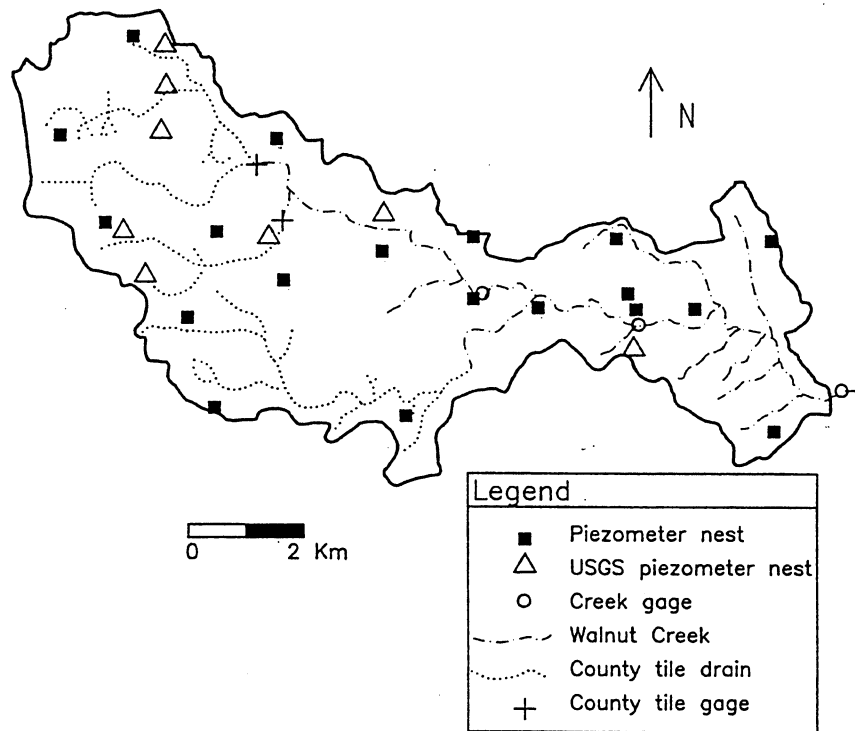 N
0 2 Km
Legend
Piezometer nest
USGS piezometer nest
Creek gage
Walnut Creek
County tile drain
County tile gage